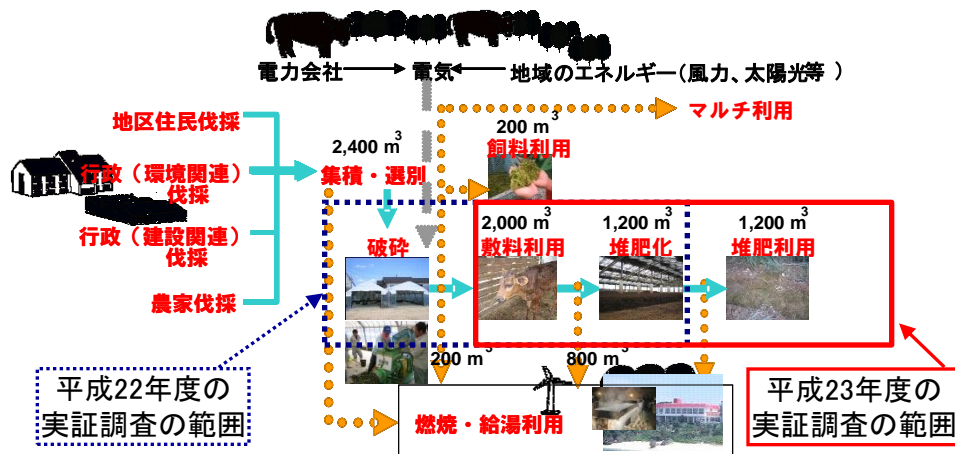 電力会社 電気 地域のエネルギー(風力、太陽光等 )
マルチ利用
地区住民伐採
200 m3
2,400 m3
飼料利用
行政(環境関連)
伐採
集積・選別
2,000 m3
1,200 m3
1,200 m3
行政(建設関連)
伐採
破砕
敷料利用
堆肥化
堆肥利用
農家伐採
200 m3
800 m3
平成22年度の
実証調査の範囲
燃焼・給湯利用
平成23年度の
実証調査の範囲